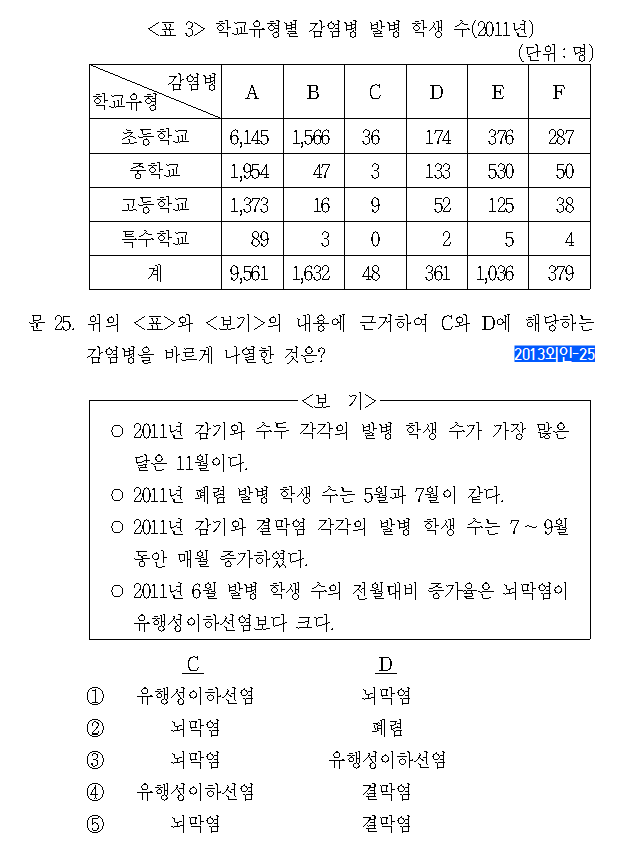 <표 3> 학교유형별 감염병 발병 학생 수(2011년)
(단위 : 명)
감염병
학교유형 A B C D E F
초등학교 6,145 1,566 36 174 376 287
중학교 1,954 47 3 133 530 50
고등학교 1,373 16 9 52 125 38
특수학교 89 3 0 2 5 4
계 9,561 1,632 48 361 1,036 379
문 25. 위의 <표>와 <보기>의 내용에 근거하여 C와 D에 해당하는
감염병을 바르게 나열한 것은?
2013외인-25
<보 기>
○ 2011년 감기와 수두 각각의 발병 학생 수가 가장 많은
달은 11월이다.
○ 2011년 폐렴 발병 학생 수는 5월과 7월이 같다.
○ 2011년 감기와 결막염 각각의 발병 학생 수는 7~9월
동안 매월 증가하였다.
○ 2011년 6월 발병 학생 수의 전월대비 증가율은 뇌막염이
유행성이하선염보다 크다.
C D
① 유행성이하선염 뇌막염
② 뇌막염 폐렴
③ 뇌막염 유행성이하선염
④ 유행성이하선염 결막염
⑤ 뇌막염 결막염